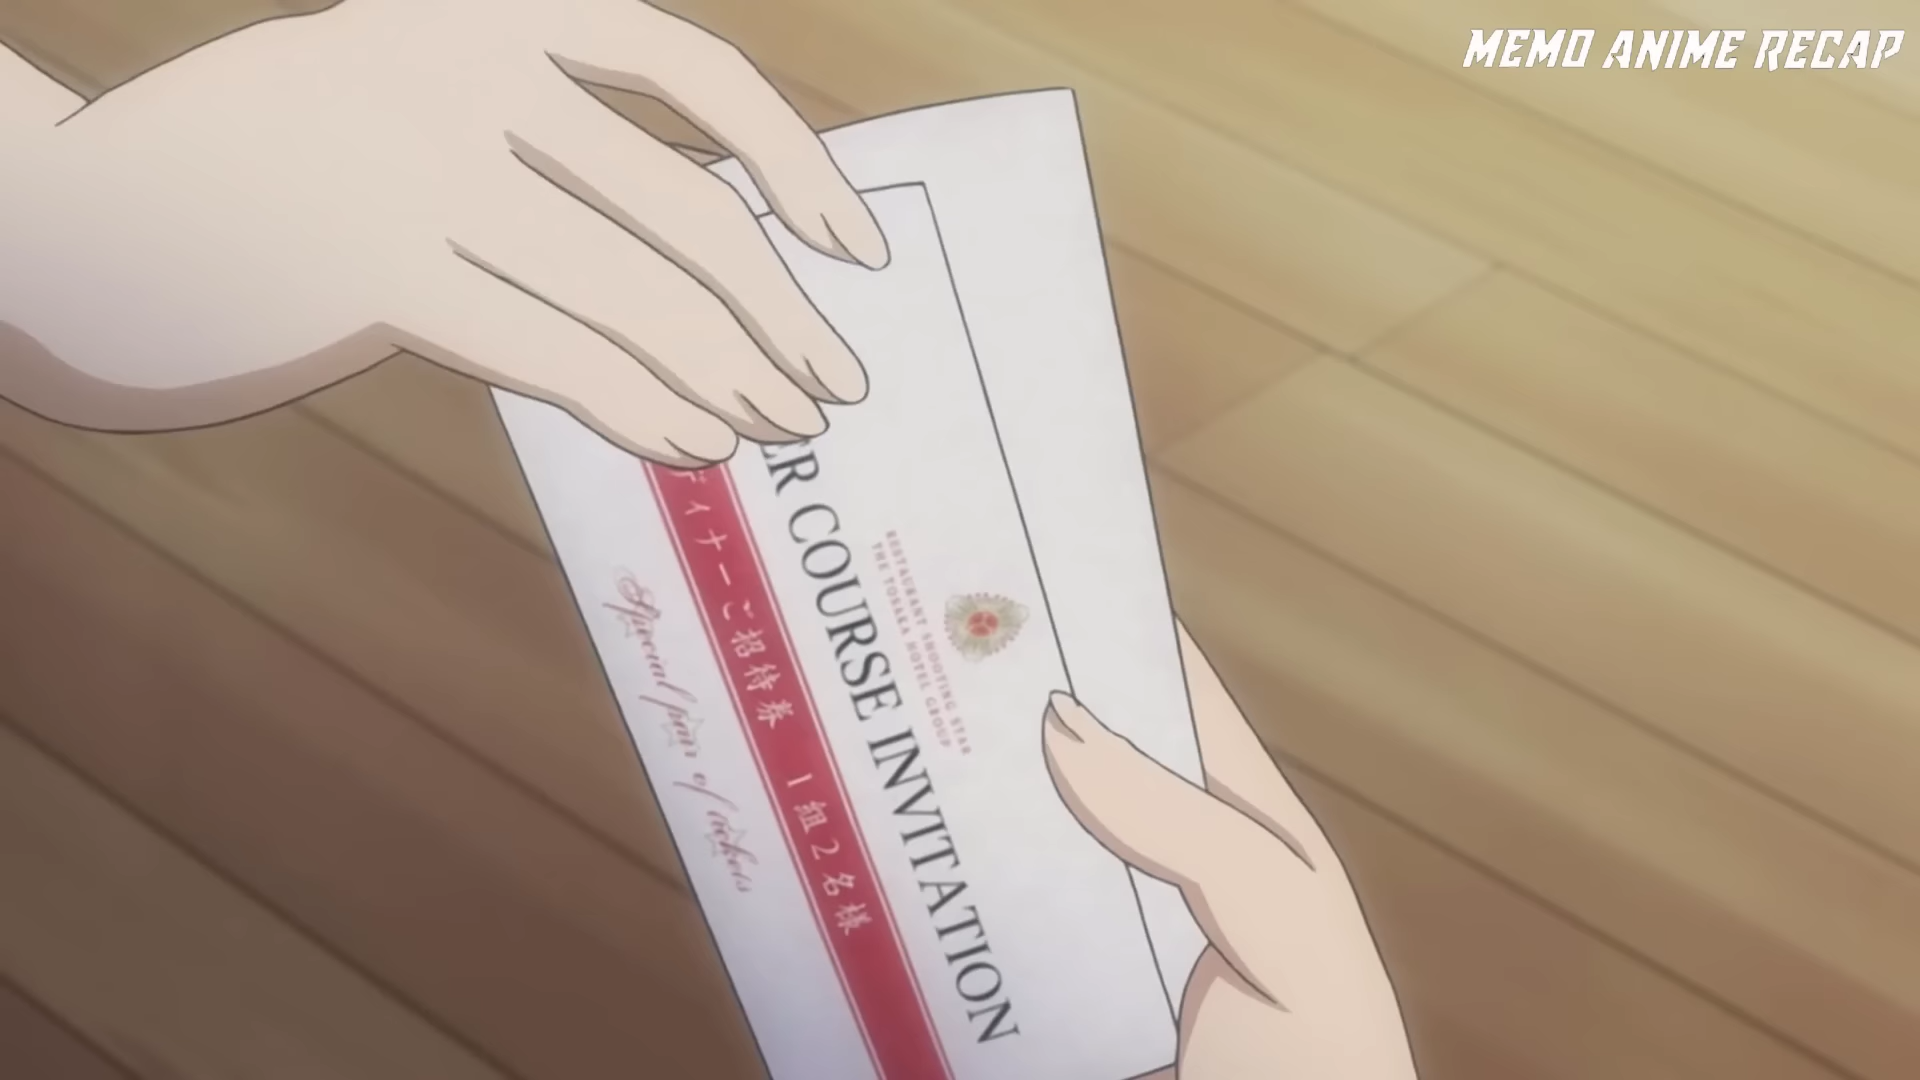 MEMO ANIME RECAP
RESTAURANT SHOOTING STAR
THE TOSAKA HOTEL GROUP
ER COURSE INVITATION
ディナーご招待券 1組2名様
Special pair of tickets